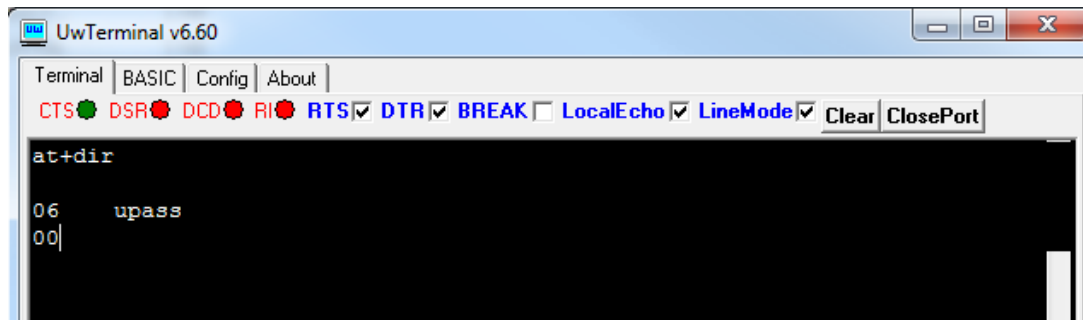 UwTerminal v6.60
Terminal BASIC Config About
CTS DSR DCD RI RTS DTR BREAK LocalEcho LineMode Clear ClosePort
at+dir
06 upass
00